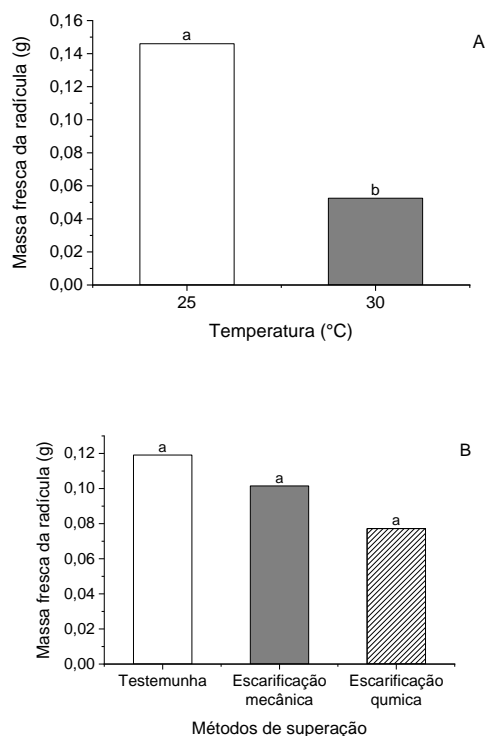 0,16
0,14
0,12
0,10
0,08
0,06
0,04
0,02
0,00
Massa fresca da radícula (g)
a
b
A
25
30
Temperatura (°C)
0,12
0,10
0,08
0,06
0,04
0,02
0,00
Massa fresca da radícula (g)
a
a
a
B
Testemunha
Escarificação
mecânica
Escarificação
qumica
Métodos de superação